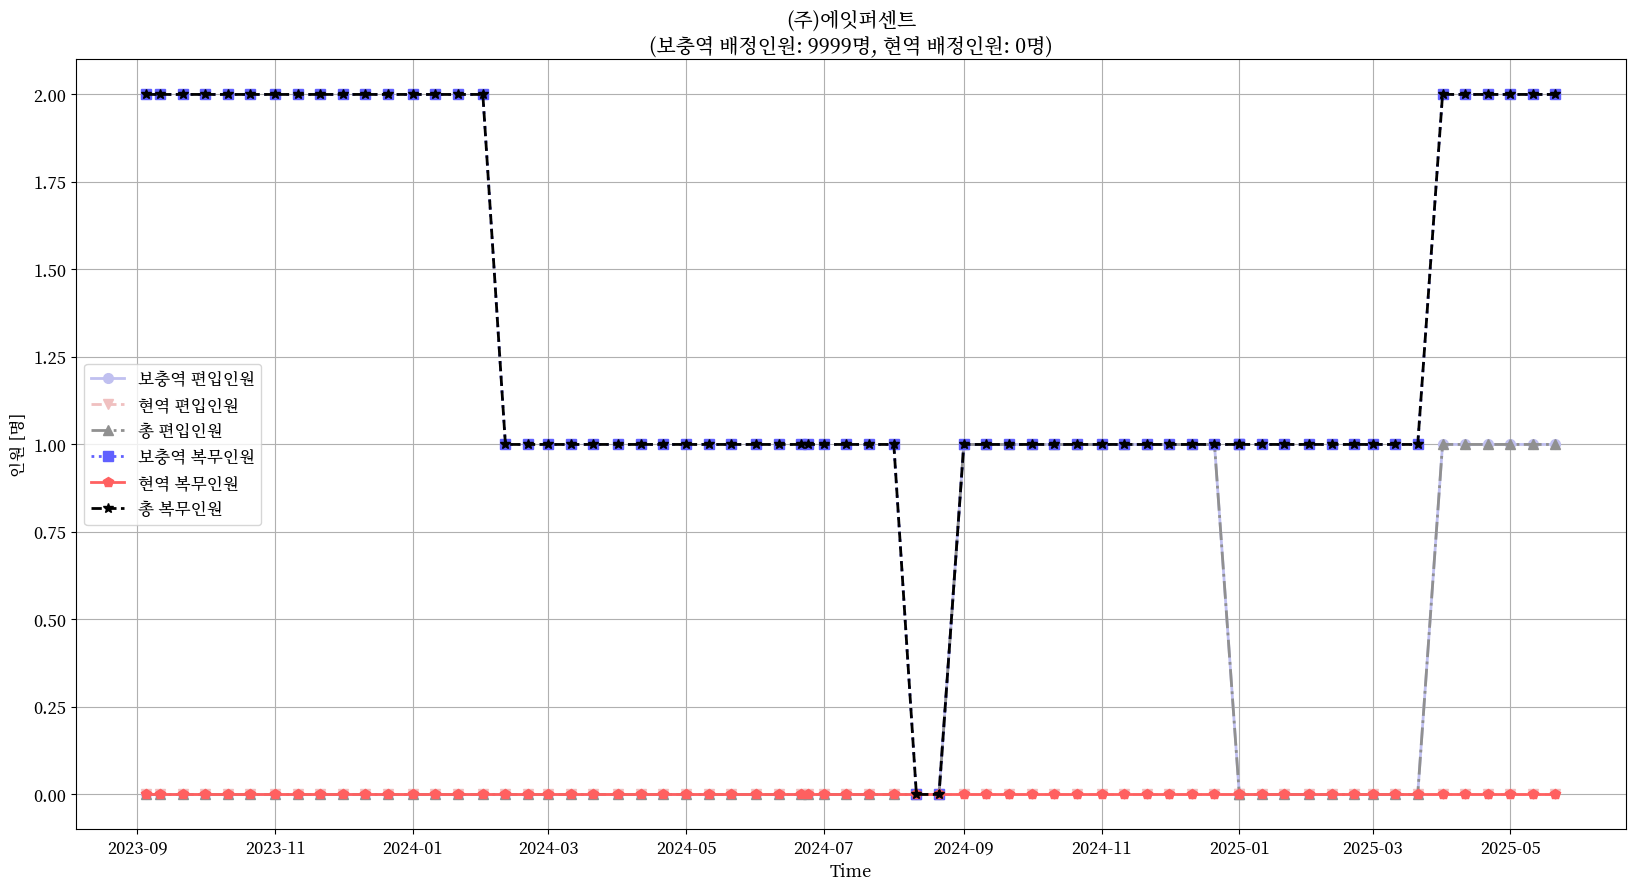 (주)에잇퍼센트
(보충역 배정인원: 9999명, 현역 배정인원: 0명)
인원 [명]
2.00
1.75
1.50
1.25
1.00
0.75
0.50
0.25
0.00
보충역 편입인원
현역 편입인원
총 편입인원
보충역 복무인원
현역 복무인원
총 복무인원
2023-09
2023-11
2024-01
2024-03
2024-05
2024-07
2024-09
2024-11
2025-01
2025-03
2025-05
Time